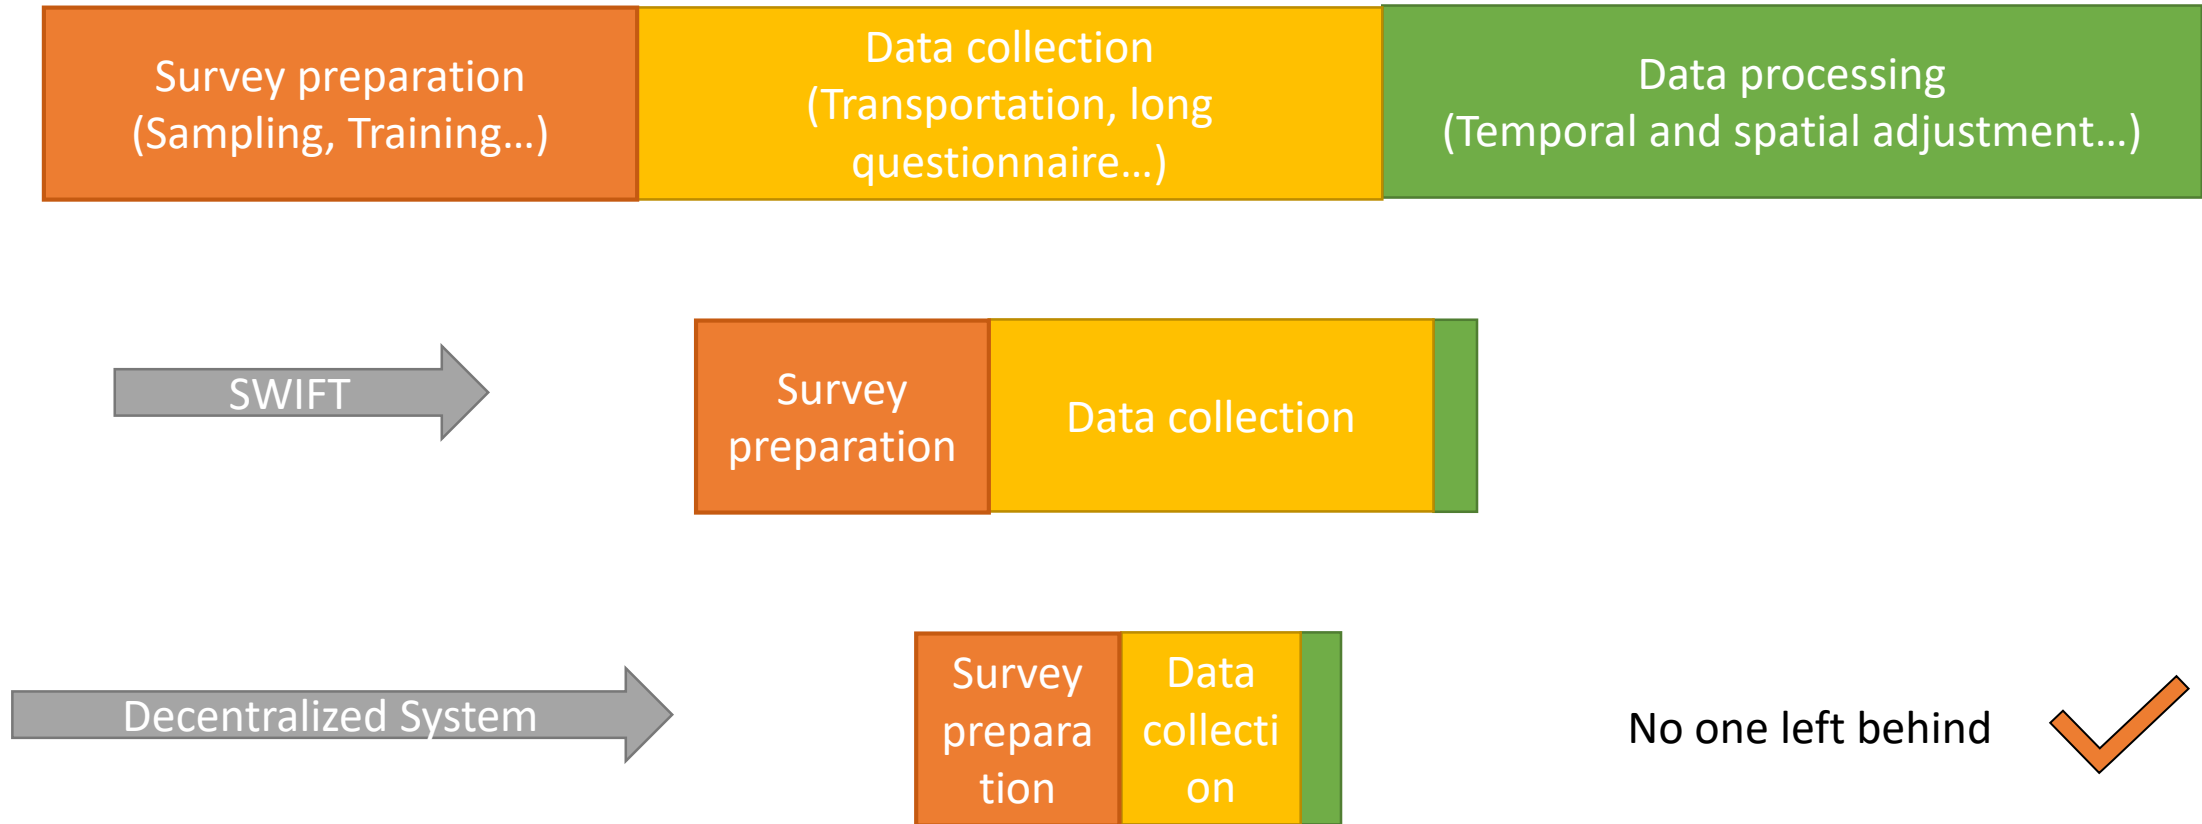 Survey preparation
(Sampling, Training…)
Data collection
(Transportation, long
questionnaire…)
Data processing
(Temporal and spatial adjustment…)
SWIFT
Survey
preparation
Data collection
Decentralized System
Survey
prepara
tion
Data
collecti
on
No one left behind